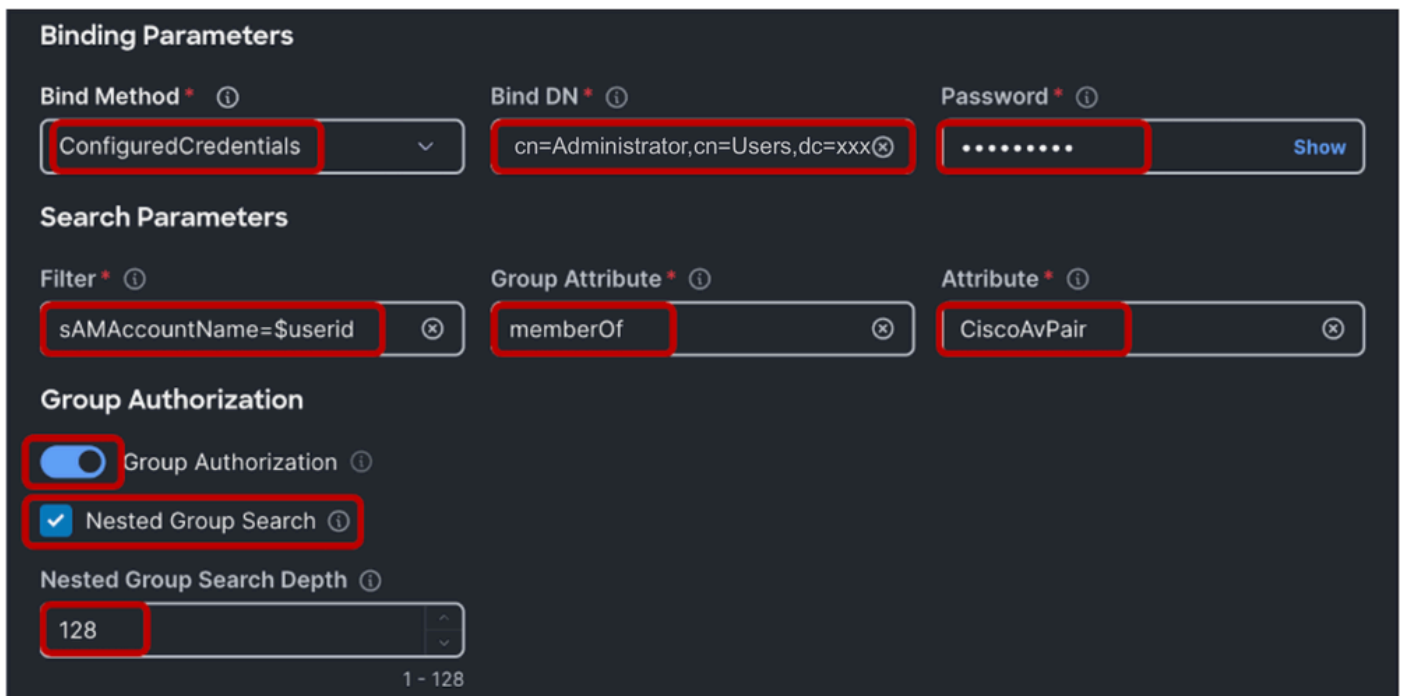 Binding Parameters
Bind Method * Bind DN * Password *
ConfiguredCredentials cn=Administrator,cn=Users,dc=xxx ••••••••• Show
Search Parameters
Filter * Group Attribute * Attribute *
sAMAccountName=$userid memberOf CiscoAvPair
Group Authorization
Group Authorization
Nested Group Search
Nested Group Search Depth
128
1 - 128